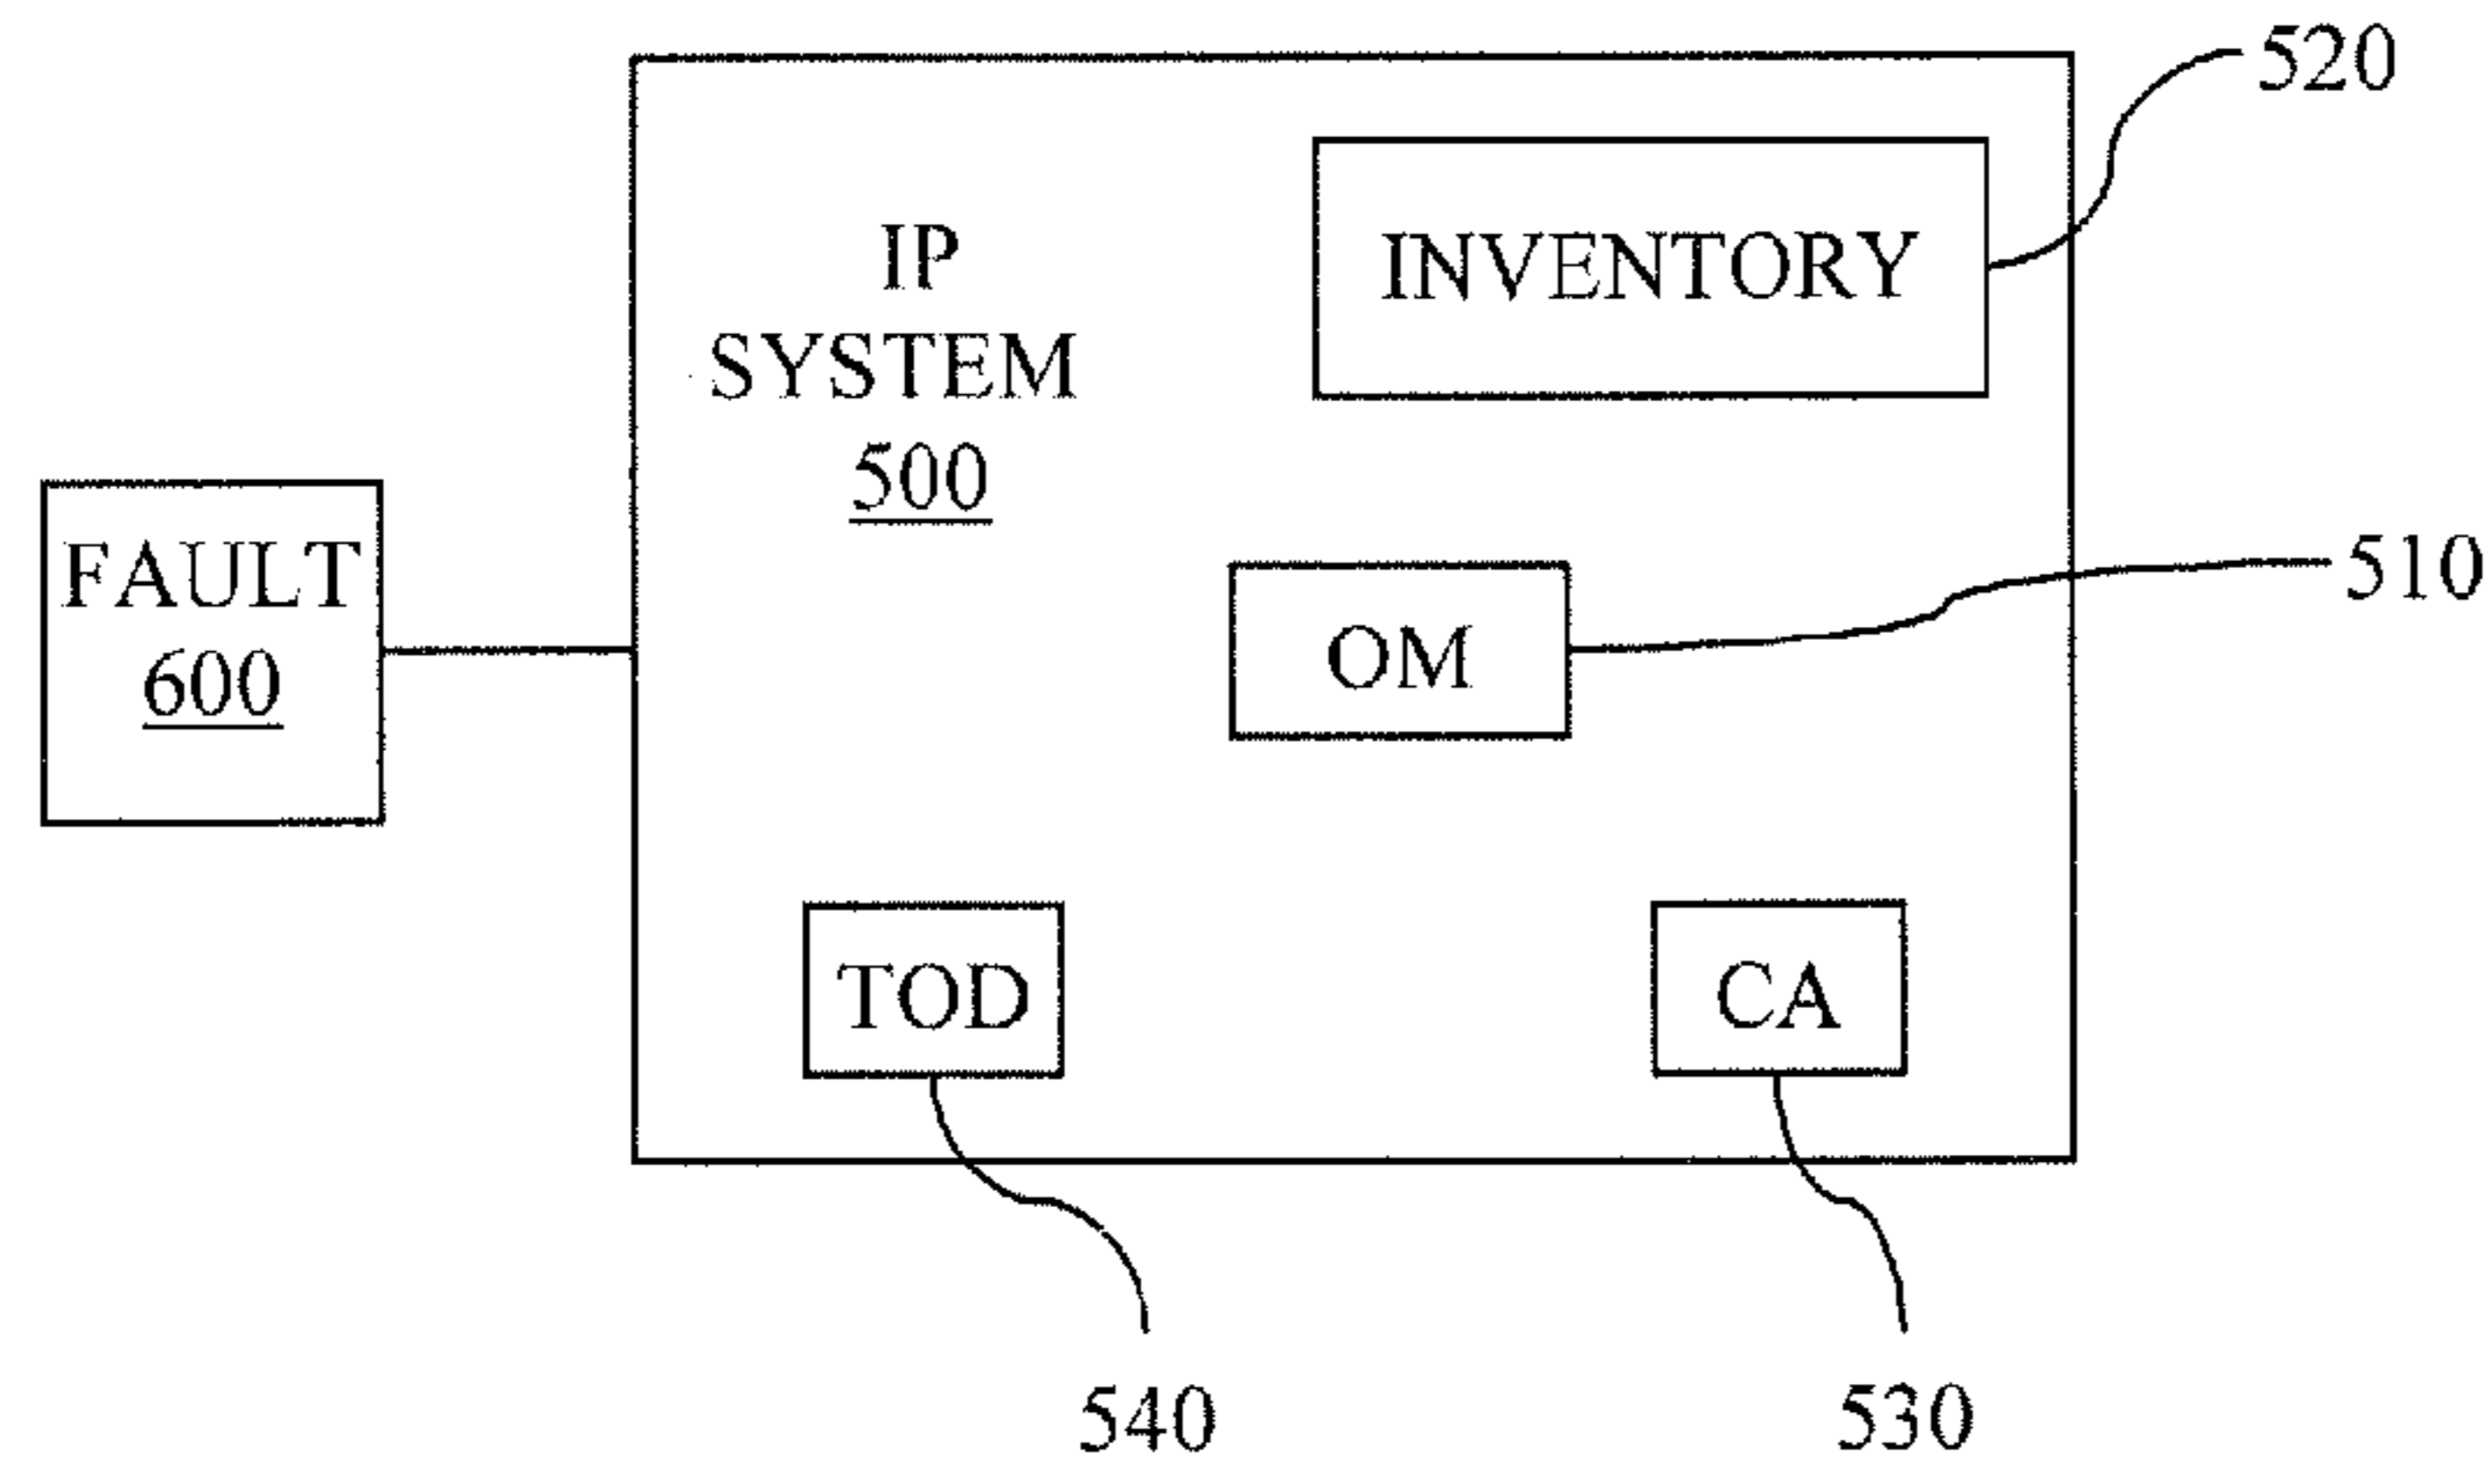 520
INVENTORY
IP
SYSTEM
500
FAULT
600
510
OM
TOD
CA
540
530